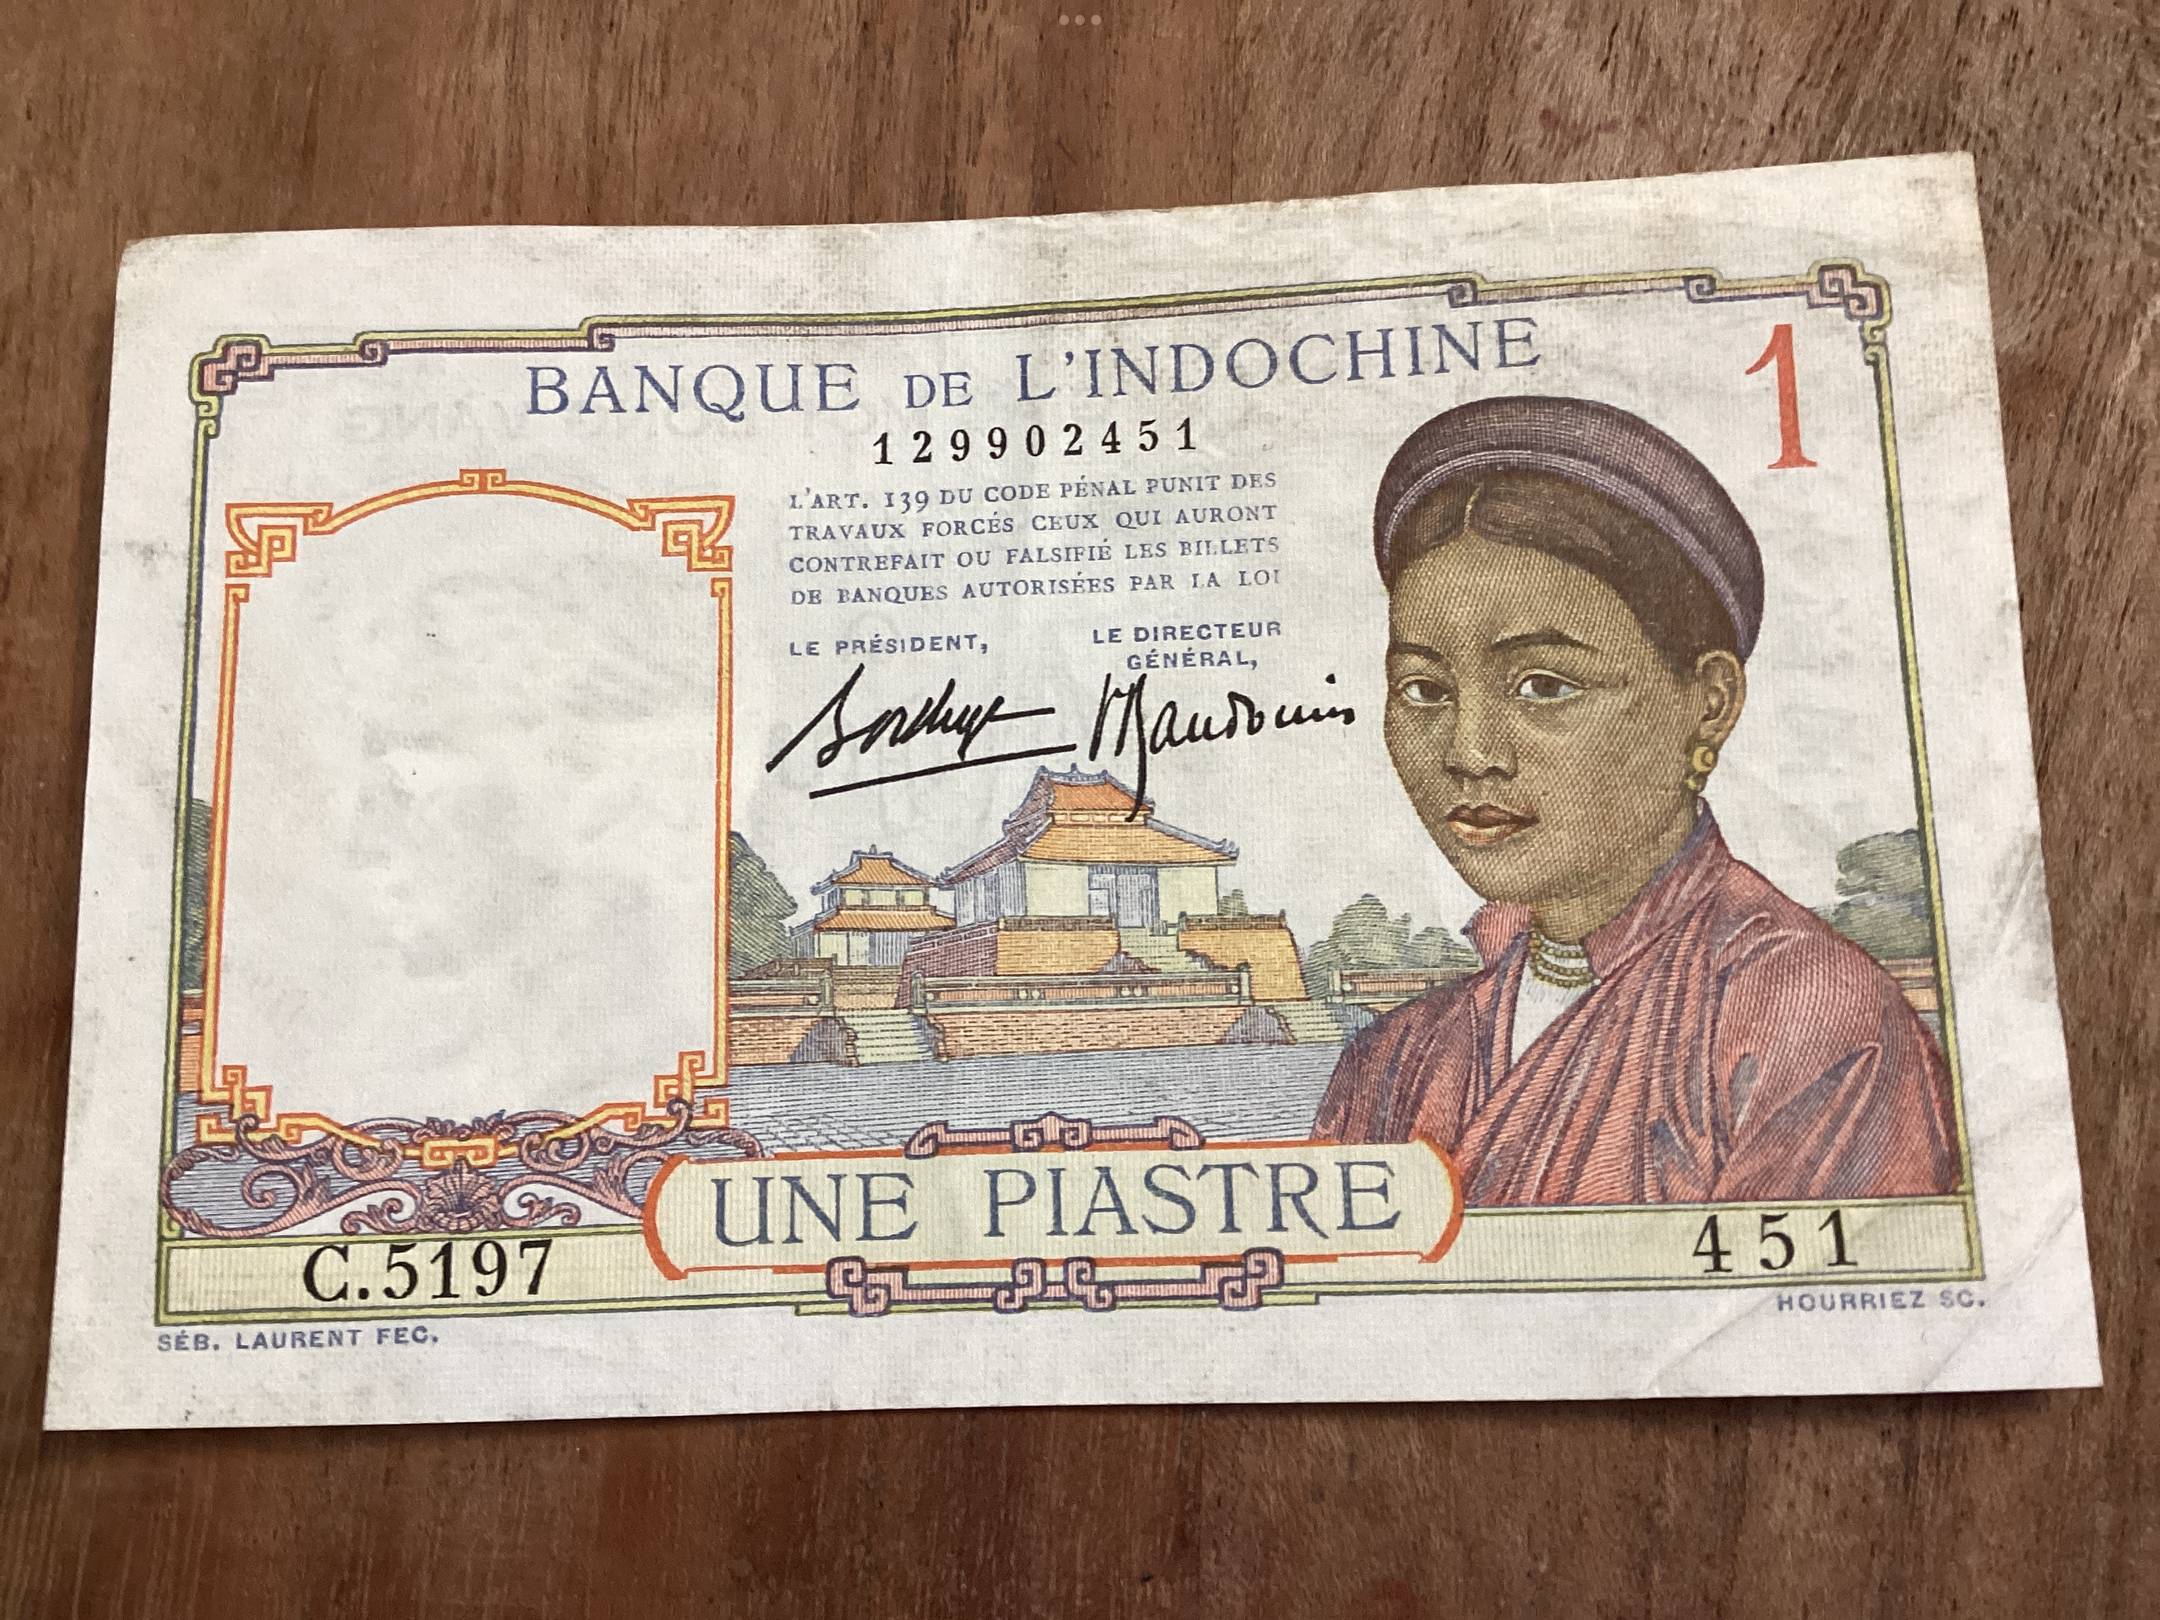 BANQUE DE L'INDOCHINE
1
129902451
L'ART. 139 DU CODE PÉNAL PUNIT DES
TRAVAUX FORCÉS CEUX QUI AURONT
CONTREFAIT OU FALSIFIÉ LES BILLETS
DE BANQUES AUTORISÉES PAR LA LOI
LE PRÉSIDENT,
LE DIRECTEUR
GÉNÉRAL,
UNE PIASTRE
C.5197
451
SÉB. LAURENT FEC.
HOURRIEZ SC.